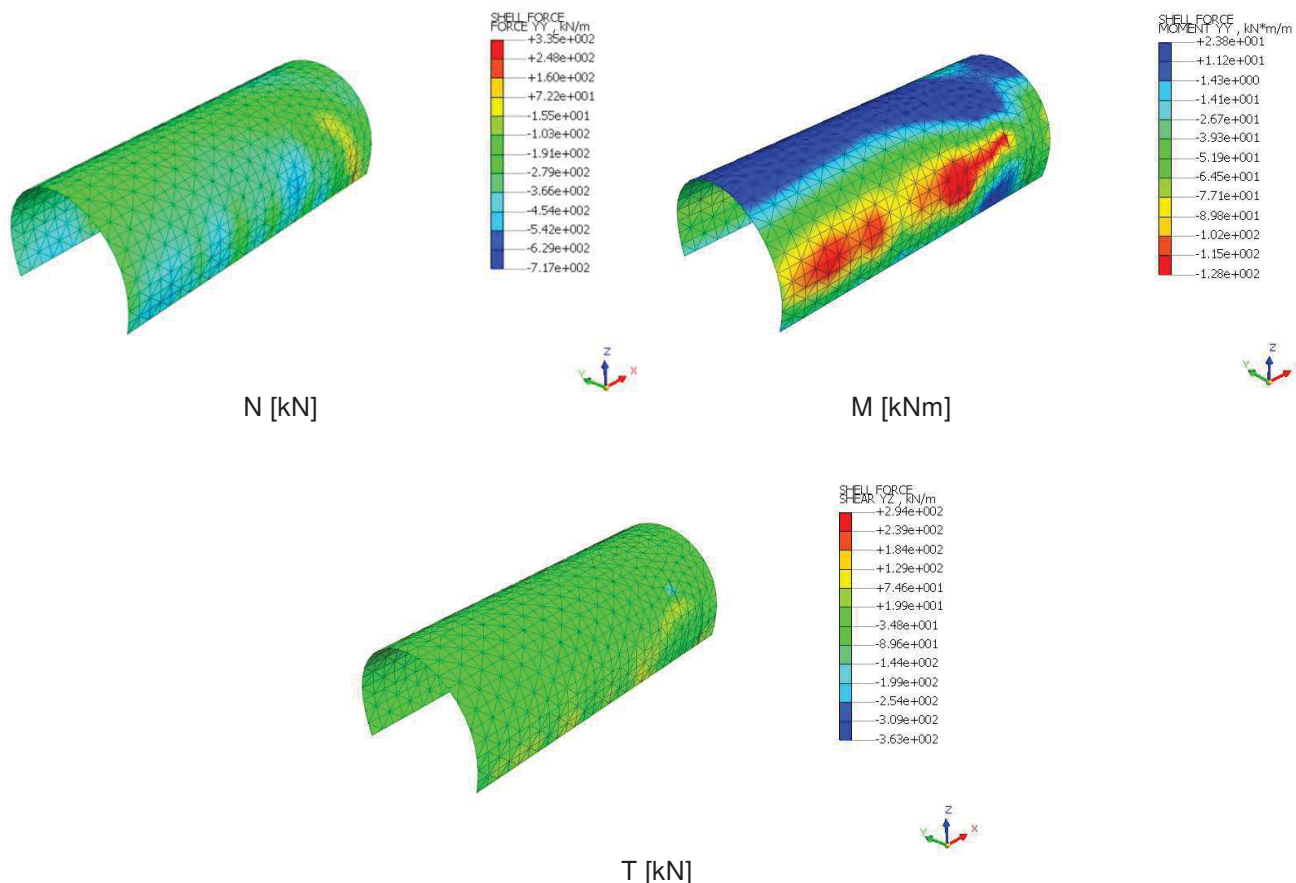 SHELL FORCE
FORCE YY , kN/m
+3.35e+002
+2.48e+002
+1.60e+002
+7.22e+001
-1.55e+001
-1.03e+002
-1.91e+002
-2.79e+002
-3.66e+002
-4.54e+002
-5.42e+002
-6.29e+002
-7.17e+002
Z
Y
X
N [kN]
SHELL FORCE
MOMENT YY , kN*m/m
+2.38e+001
+1.12e+001
-1.43e+000
-1.41e+001
-2.67e+001
-3.93e+001
-5.19e+001
-6.45e+001
-7.71e+001
-8.98e+001
-1.02e+002
-1.15e+002
-1.28e+002
Z
Y
M [kNm]
SHELL FORCE
SHEAR YZ , kN/m
+2.94e+002
+2.39e+002
+1.84e+002
+1.29e+002
+7.46e+001
+1.99e+001
-3.48e+001
-8.96e+001
-1.44e+002
-1.99e+002
-2.54e+002
-3.09e+002
-3.63e+002
Z
Y
X
T [kN]